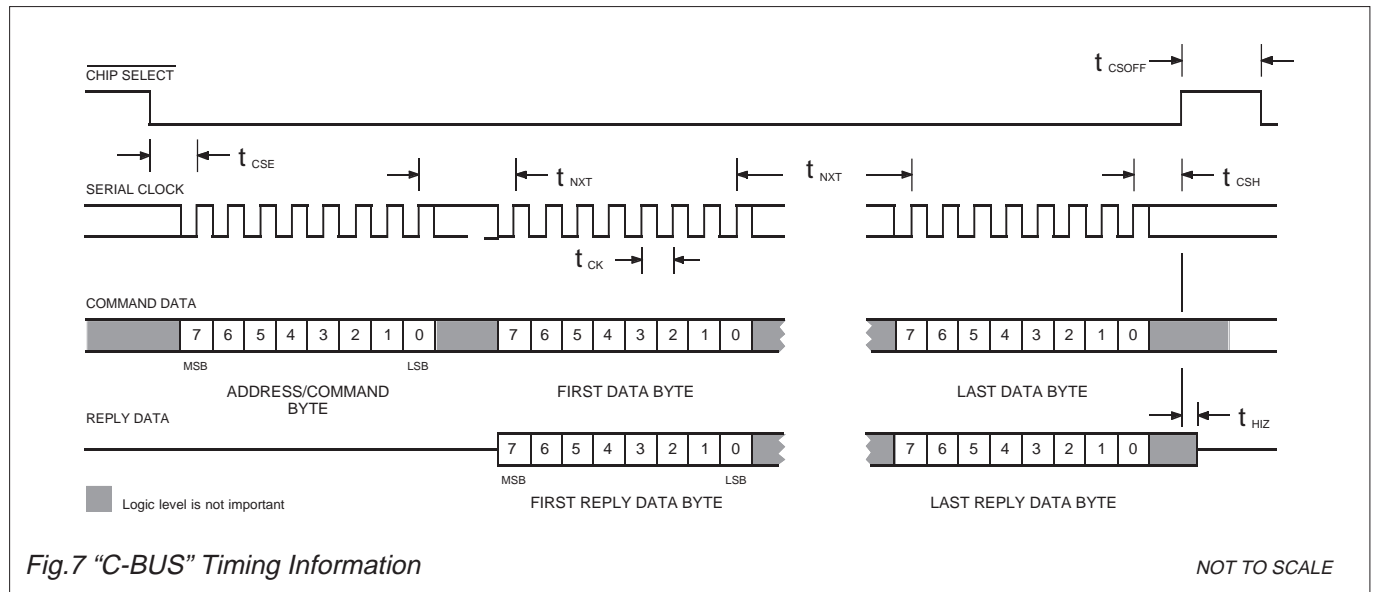 t CSOFF
CHIP SELECT
t CSE
t NXT
t NXT
t CSH
SERIAL CLOCK
t CK
COMMAND DATA
7 6 5 4 3 2 1 0
7 6 5 4 3 2 1 0
7 6 5 4 3 2 1 0
MSB
LSB
ADDRESS/COMMAND
BYTE
FIRST DATA BYTE
LAST DATA BYTE
REPLY DATA
t HIZ
7 6 5 4 3 2 1 0
7 6 5 4 3 2 1 0
MSB
LSB
Logic level is not important
FIRST REPLY DATA BYTE
LAST REPLY DATA BYTE
Fig.7 “C-BUS” Timing Information
NOT TO SCALE